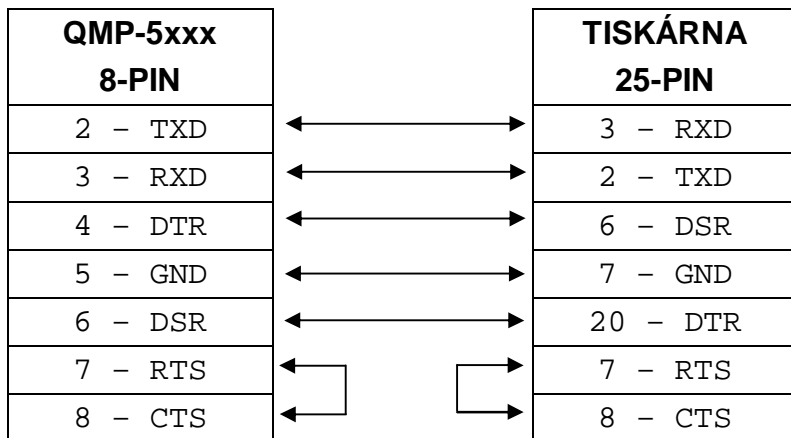 QMP-5xxx
8-PIN
TISKÁRNA
25-PIN
2 – TXD
3 – RXD
3 – RXD
2 – TXD
4 – DTR
6 – DSR
5 – GND
7 – GND
6 – DSR
20 – DTR
7 – RTS
7 – RTS
8 – CTS
8 – CTS